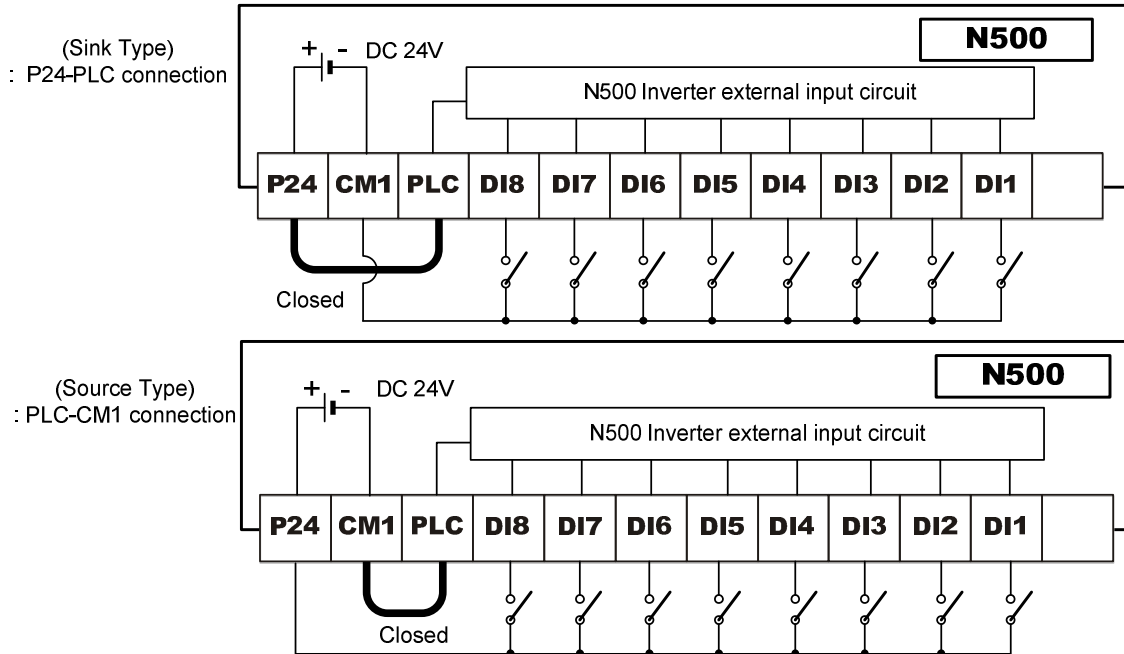 N500
(Sink Type)
: P24-PLC connection
+ - DC 24V
N500 Inverter external input circuit
P24 CM1 PLC DI8 DI7 DI6 DI5 DI4 DI3 DI2 DI1
Closed
N500
(Source Type)
: PLC-CM1 connection
+ - DC 24V
N500 Inverter external input circuit
P24 CM1 PLC DI8 DI7 DI6 DI5 DI4 DI3 DI2 DI1
Closed